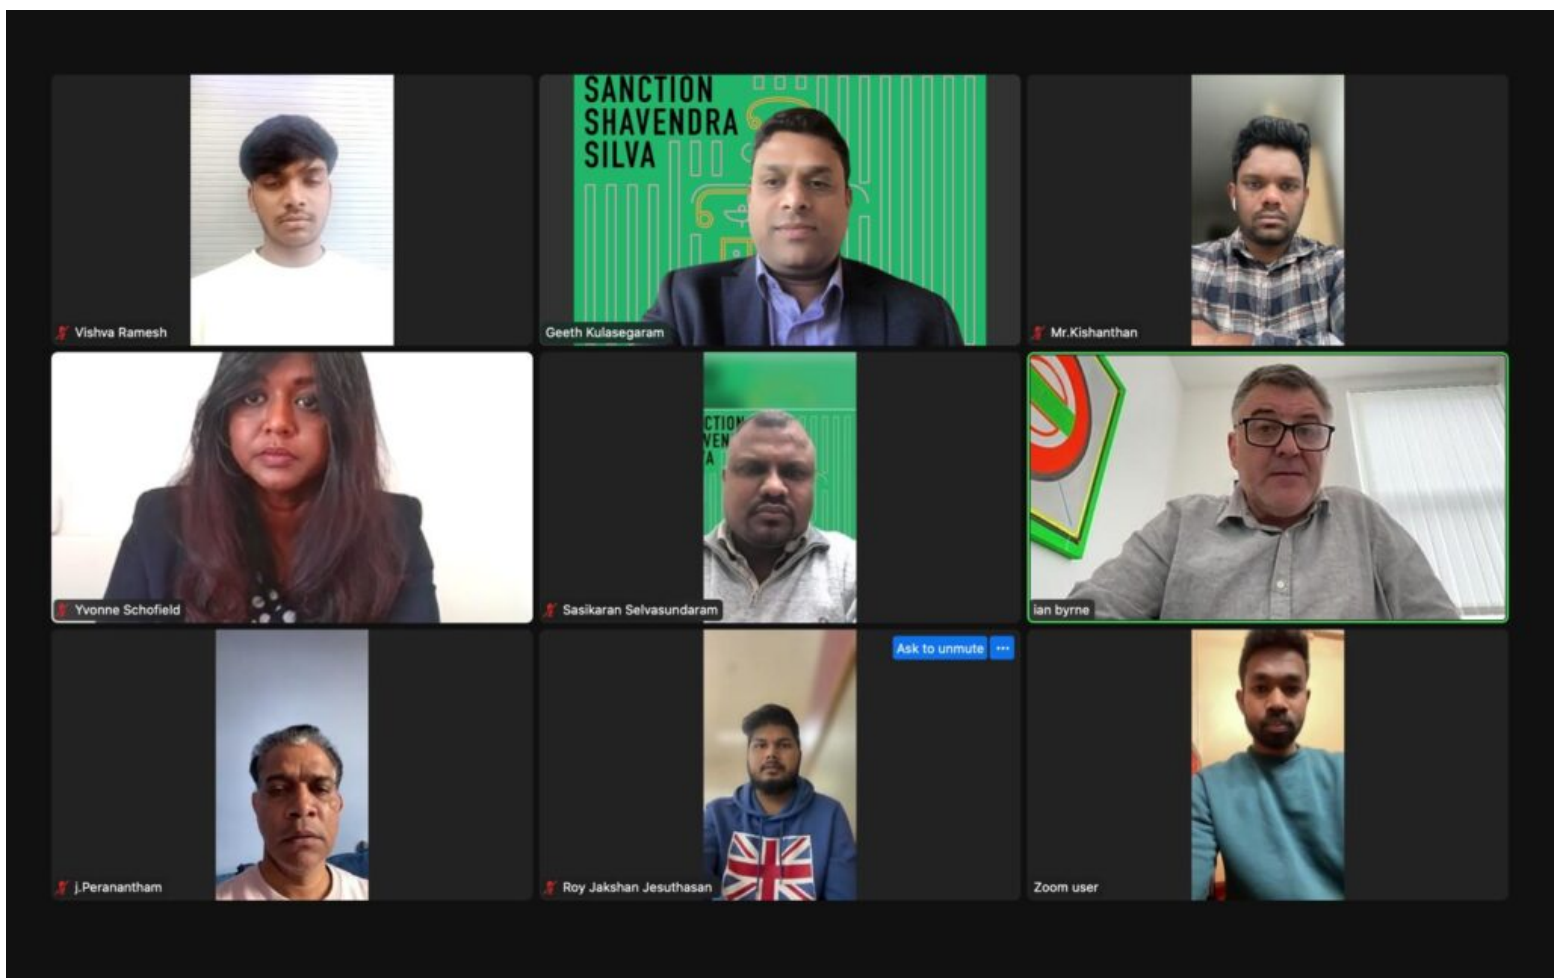 SANCTION
SHAVENDRA
SILVA
Vishva Ramesh
Geeth Kulasegaram
Mr.Kishanthan
CTION
VEN
A
Yvonne Schofield
Sasikaran Selvasundaram
ian byrne
Ask to unmute
j.Peranantham
Roy Jakshan Jesuthasan
Zoom user